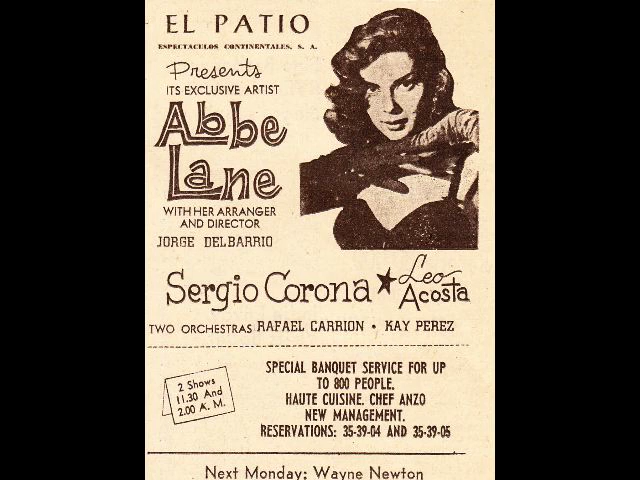 EL PATIO
ESPECTACULOS CONTINENTALES, S. A.
Presents
ITS EXCLUSIVE ARTIST
Abbe
Lane
WITH HER ARRANGER
AND DIRECTOR
JORGE DELBARRIO
Sergio Corona ★ Leo Acosta
TWO ORCHESTRAS RAFAEL CARRION • KAY PEREZ
2 Shows
11.30 And
2.00 A. M.
SPECIAL BANQUET SERVICE FOR UP
TO 800 PEOPLE.
HAUTE CUISINE. CHEF ANZO
NEW MANAGEMENT.
RESERVATIONS: 35-39-04 AND 35-39-05
Next Monday: Wayne Newton